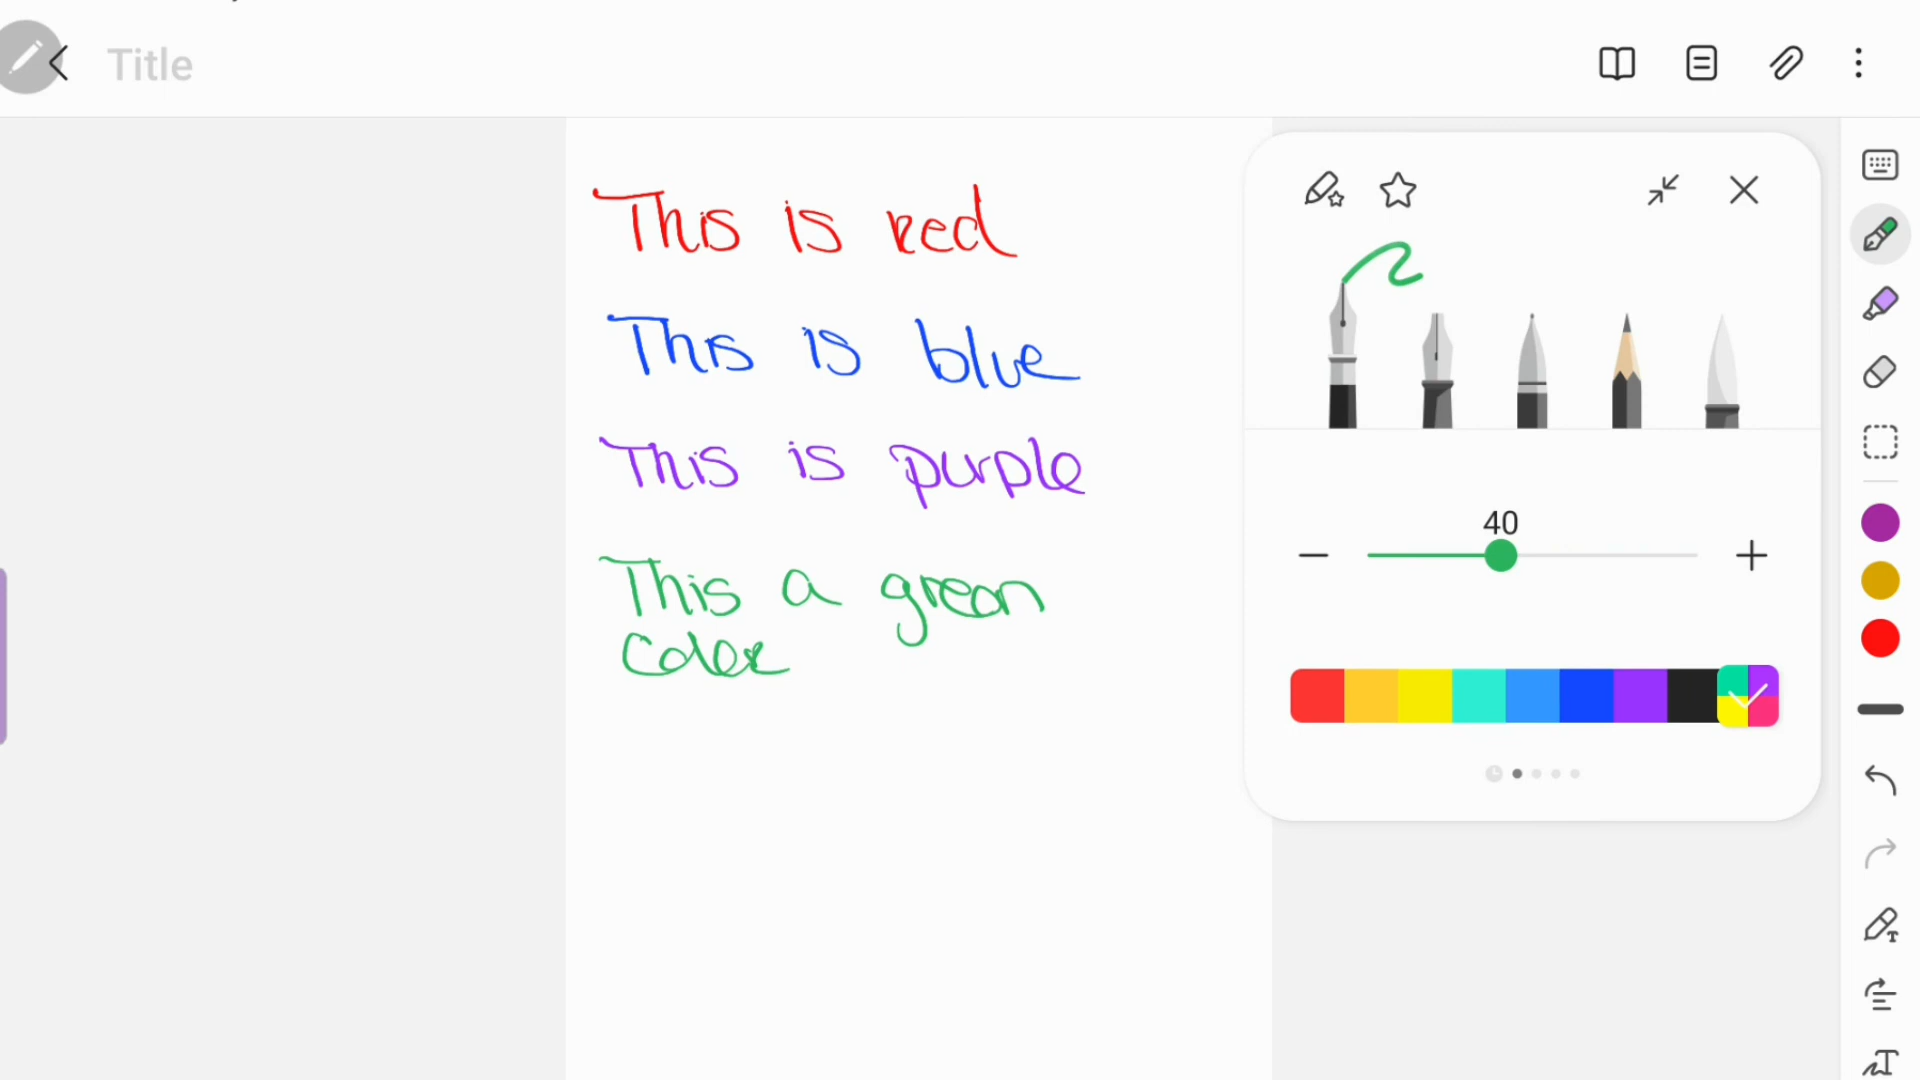 Title
This is red
This is blue
This is purple
This a green
color
40